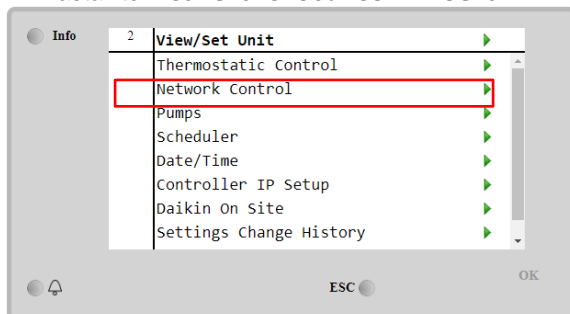 Info
2 View/Set Unit
Thermostatic Control
Network Control
Pumps
Scheduler
Date/Time
Controller IP Setup
Daikin On Site
Settings Change History
ESC
OK